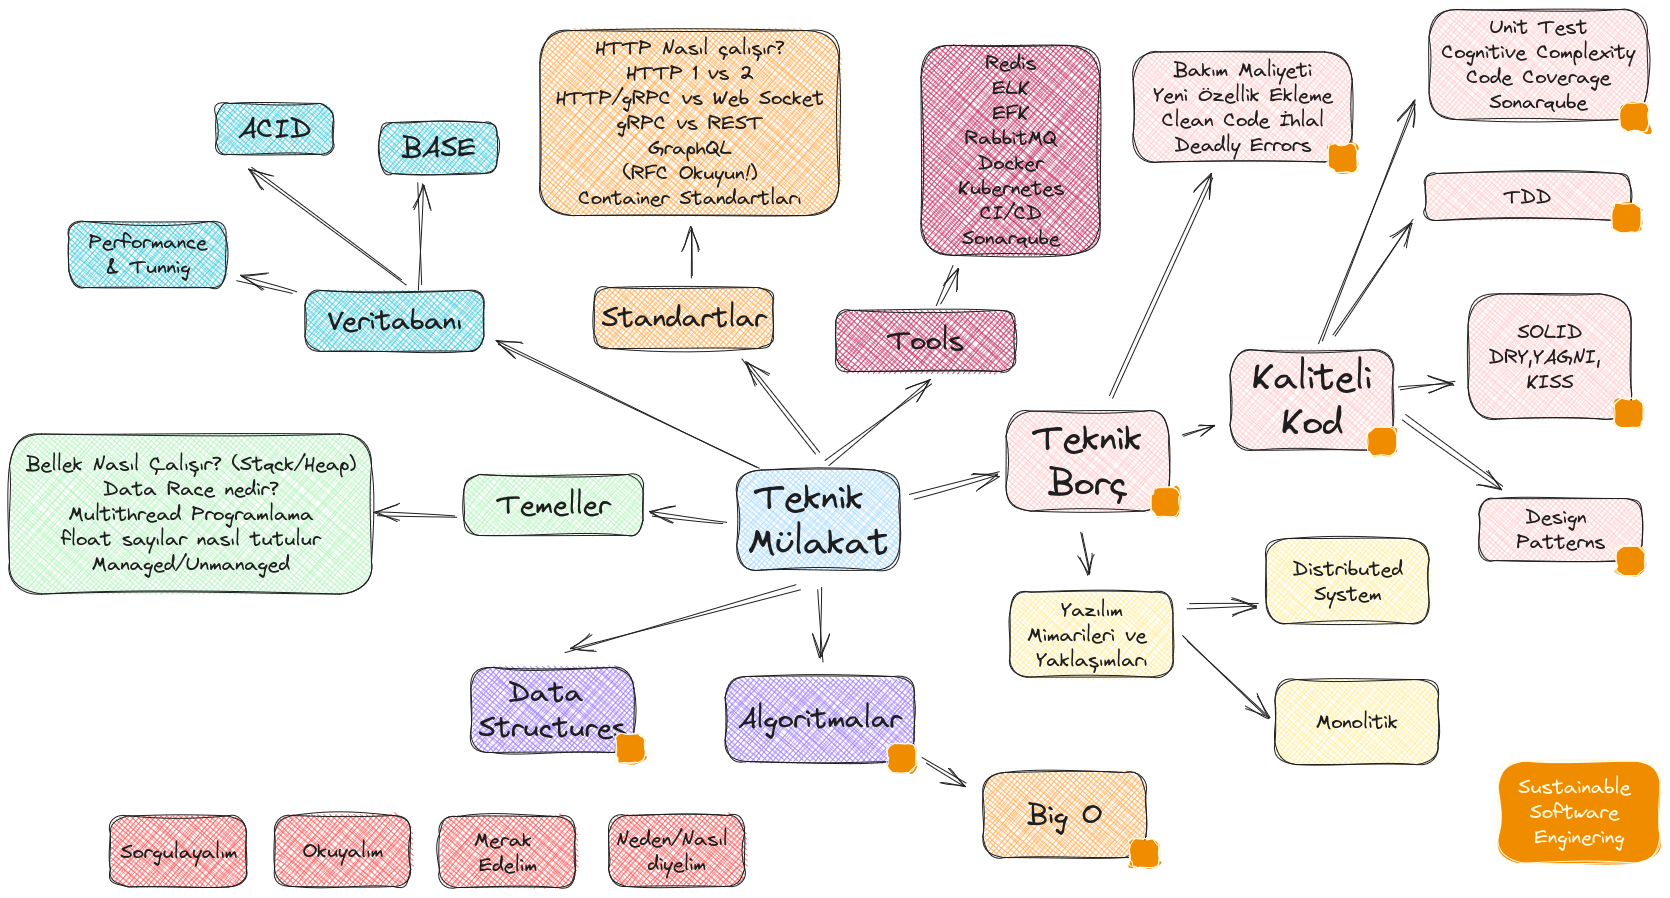 ACID
BASE
Performance
& Tunnig
Veritabanı
HTTP Nasıl çalışır?
HTTP 1 vs 2
HTTP/gRPC vs Web Socket
gRPC vs REST
GraphQL
(RFC Okuyun!)
Container Standartları
Standartlar
Redis
ELK
EFK
RabbitMQ
Docker
Kubernetes
CI/CD
Sonarqube
Tools
Bakım Maliyeti
Yeni Özellik Ekleme
Clean Code İhlal
Deadly Errors
Unit Test
Cognitive Complexity
Code Coverage
Sonarqube
TDD
SOLID
DRY,YAGNI,
KISS
Kaliteli
Kod
Teknik
Borç
Design
Patterns
Bellek Nasıl Çalışır? (Stack/Heap)
Data Race nedir?
Multithread Programlama
float sayılar nasıl tutulur
Managed/Unmanaged
Temeller
Teknik
Mülakat
Distributed
System
Yazılım
Mimarileri ve
Yaklaşımları
Monolitik
Data
Structures
Algoritmalar
Big O
Sorgulayalım
Okuyalım
Merak
Edelim
Neden/Nasıl
diyelim
Sustainable
Software
Enginering